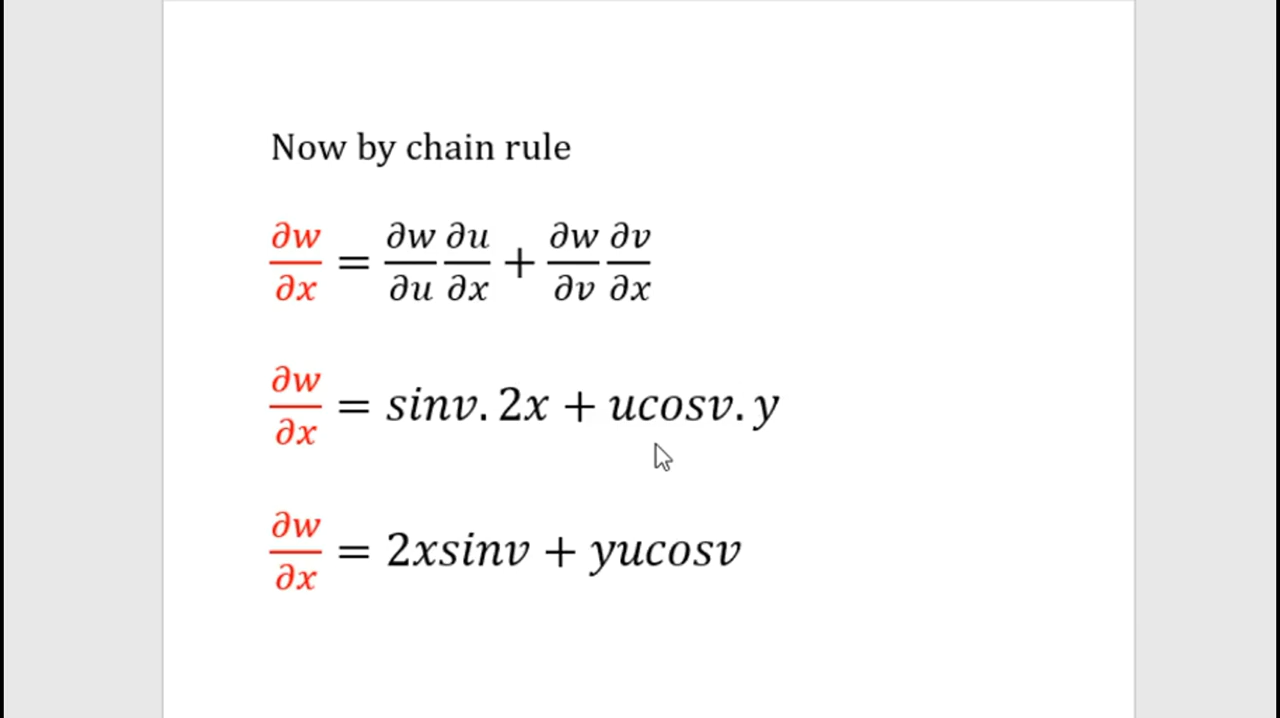 Now by chain rule
∂w/∂x = ∂w/∂u ∂u/∂x + ∂w/∂v ∂v/∂x
∂w/∂x = sinv. 2x + ucosv. y
∂w/∂x = 2xsinv + yucosv